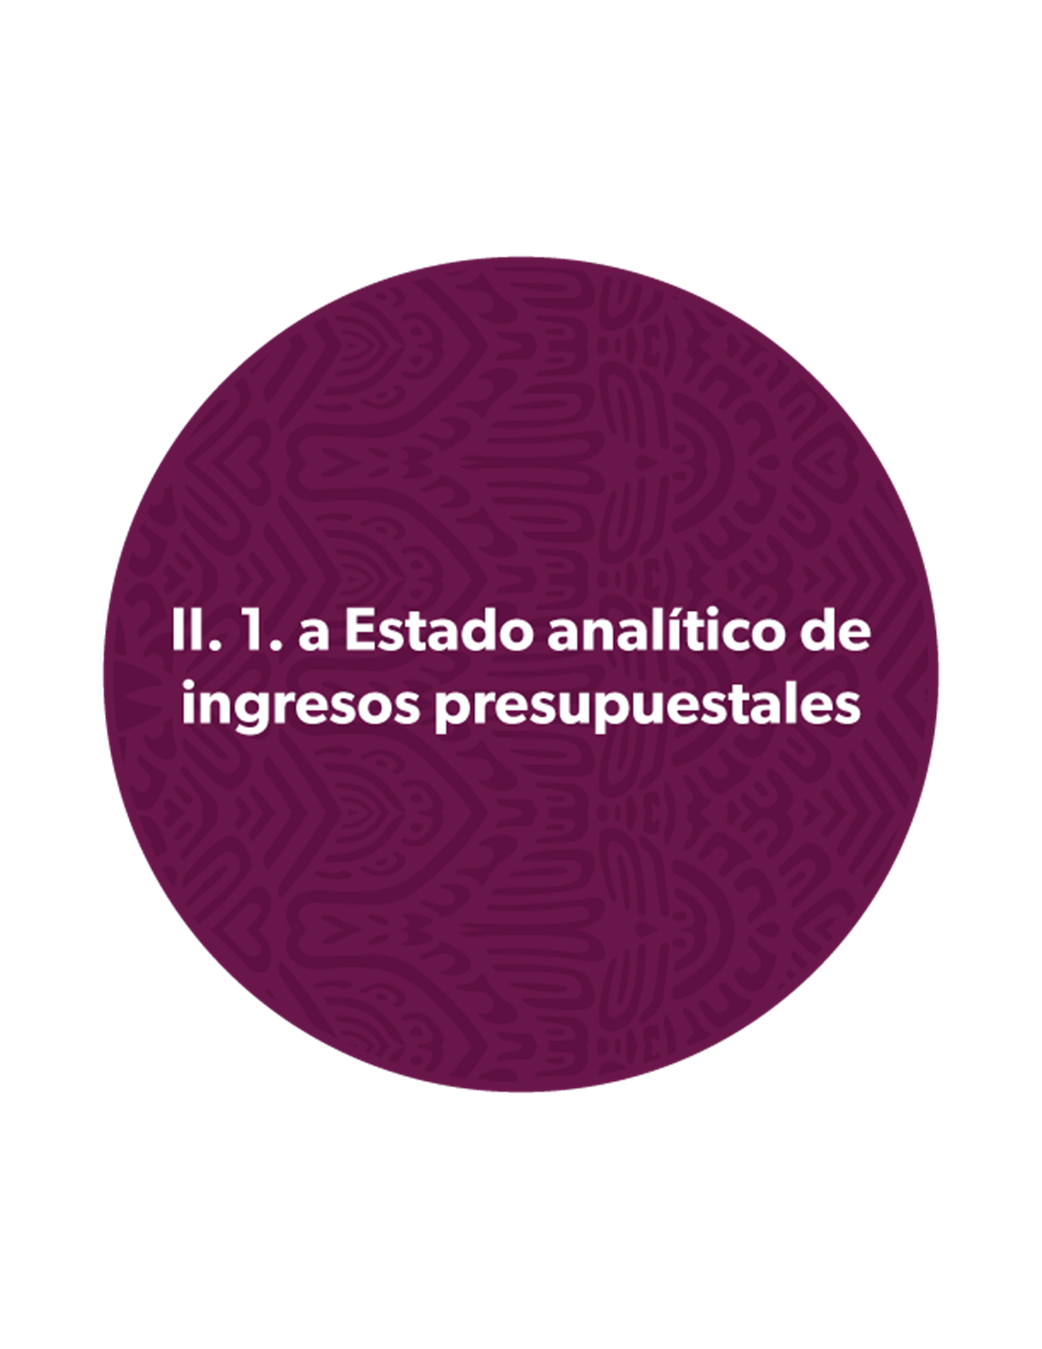 II. 1. a Estado analítico de
ingresos presupuestales